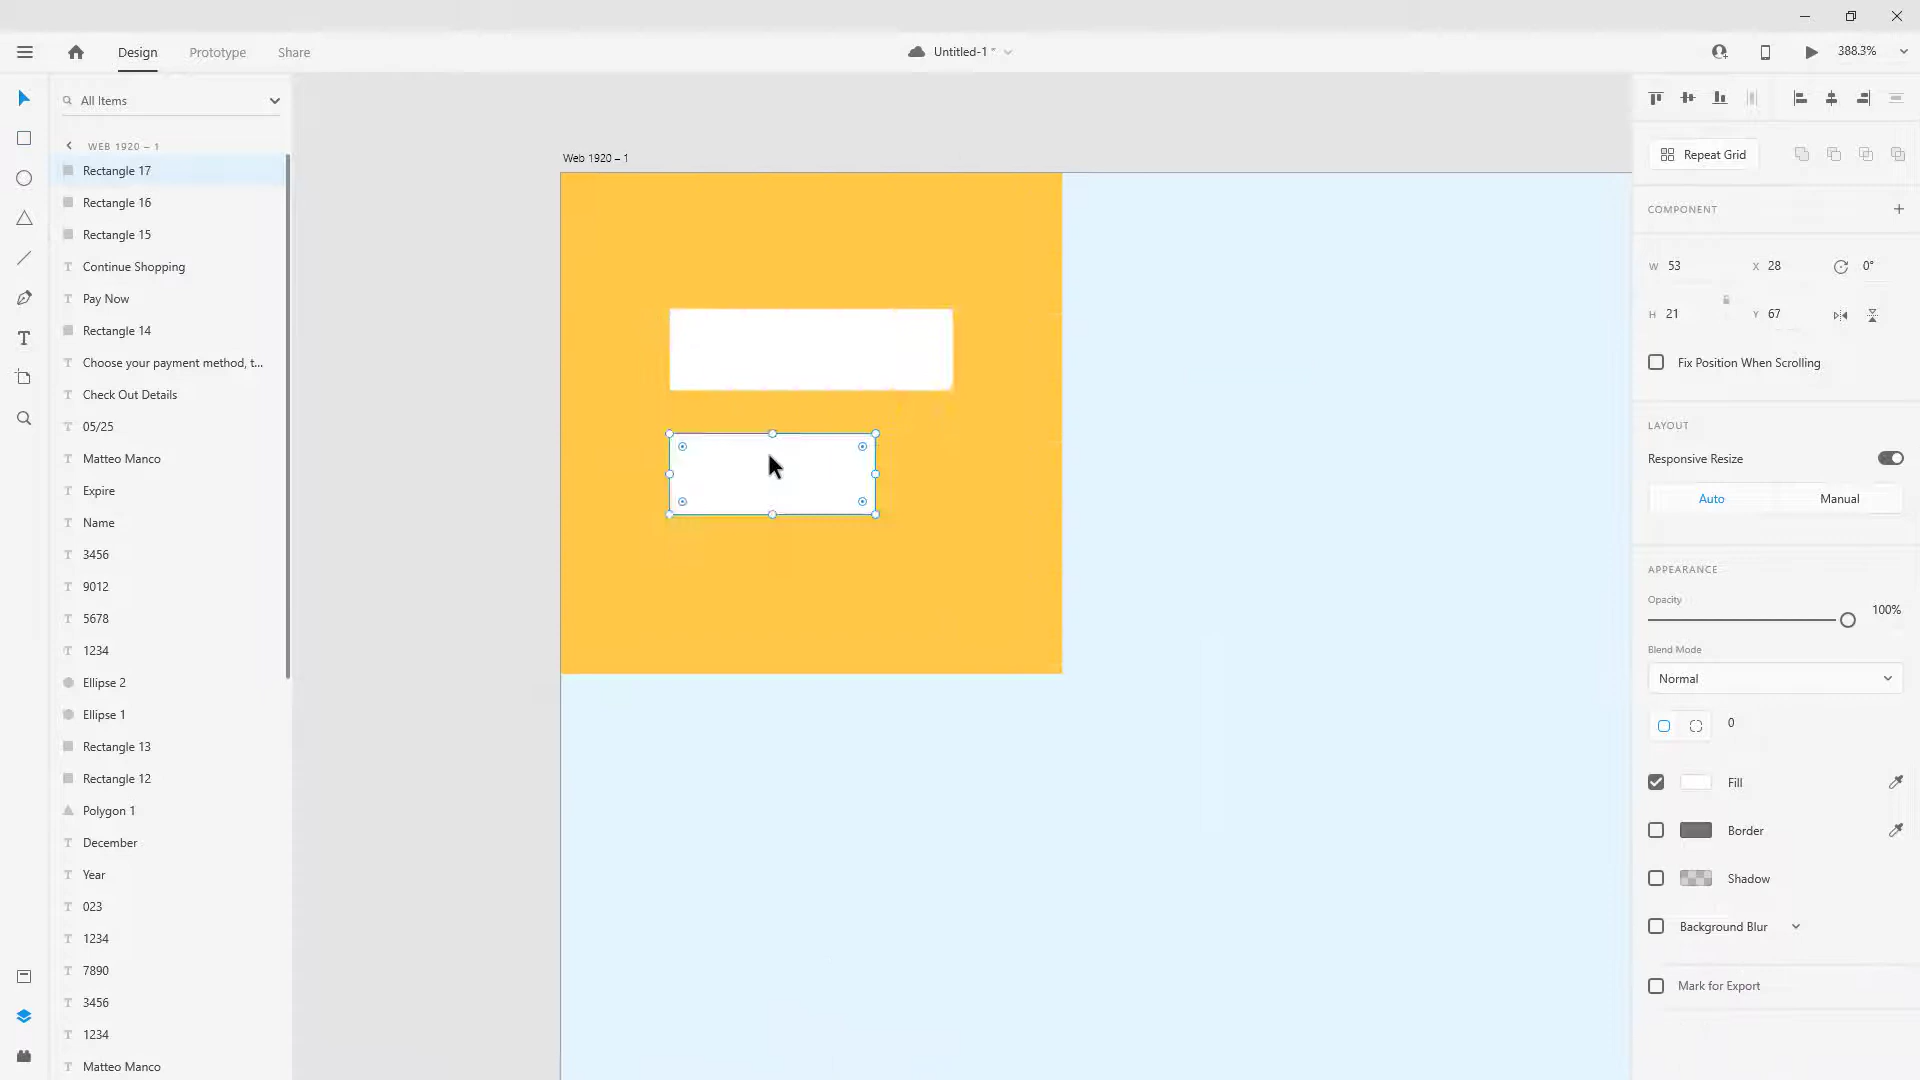 Design
Prototype
Share
Untitled-1 *
388.3%
All Items
WEB 1920 – 1
Rectangle 17
Rectangle 16
Rectangle 15
Continue Shopping
Pay Now
Rectangle 14
Choose your payment method, t...
Check Out Details
05/25
Matteo Manco
Expire
Name
3456
9012
5678
1234
Ellipse 2
Ellipse 1
Rectangle 13
Rectangle 12
Polygon 1
December
Year
023
1234
7890
3456
1234
Matteo Manco
Web 1920 – 1
Repeat Grid
COMPONENT
W 53 X 28 0°
H 21 Y 67
Fix Position When Scrolling
LAYOUT
Responsive Resize
Auto Manual
APPEARANCE
Opacity
100%
Blend Mode
Normal
0
Fill
Border
Shadow
Background Blur
Mark for Export